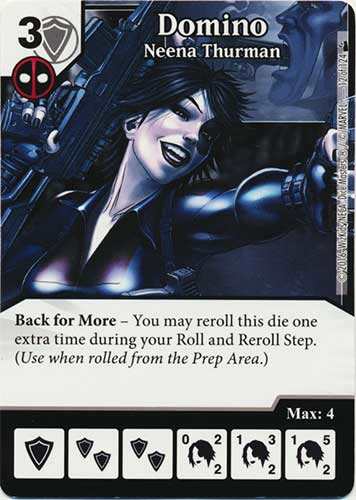 3
Domino
Neena Thurman
Back for More – You may reroll this die one
extra time during your Roll and Reroll Step.
(Use when rolled from the Prep Area.)
Max: 4
0 2 2
1 3 2
1 5 2